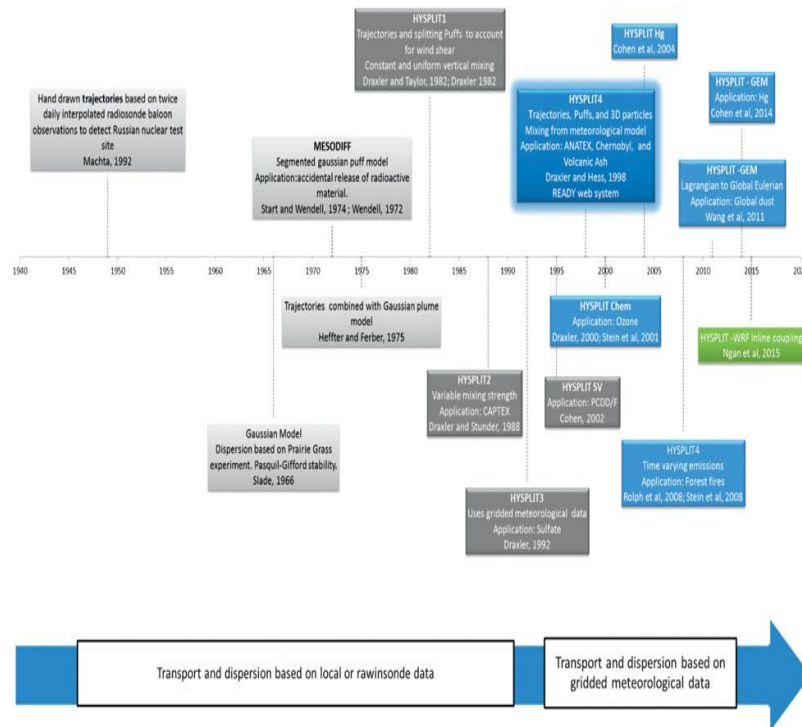 HYSPLIT1
Trajectories and splitting Puffs to account
for wind shear
Constant and uniform vertical mixing
Draxler and Taylor, 1982; Draxler 1982
HYSPLIT Hg
Cohen et al, 2004
Hand drawn trajectories based on twice
daily interpolated radiosonde baloon
observations to detect Russian nuclear test
site
Machta, 1992
MESODIFF
Segmented gaussian puff model
Application:accidental release of radioactive
material.
Start and Wendell, 1974 ; Wendell, 1972
HYSPLIT4
Trajectories, Puffs, and 3D particles
Mixing from meteorological model
Application: ANATEX, Chernobyl, and
Volcanic Ash
Draxler and Hess, 1998
READY web system
HYSPLIT - GEM
Application: Hg
Cohen et al, 2014
HYSPLIT -GEM
Lagrangian to Global Eulerian
Application: Global dust
Wang et al, 2011
1940 1945 1950 1955 1960 1965 1970 1975 1980 1985 1990 1995 2000 2005 2010 2015
Trajectories combined with Gaussian plume
model
Heffter and Ferber, 1975
HYSPLIT Chem
Application: Ozone
Draxler, 2000; Stein et al, 2001
HYSPLIT -WRF Inline coupling
Ngan et al, 2015
HYSPLIT2
Variable mixing strength
Application: CAPTEX
Draxler and Stunder, 1988
HYSPLIT SV
Application: PCDD/F
Cohen, 2002
Gaussian Model
Dispersion based on Prairie Grass
experiment. Pasquil-Gifford stability.
Slade, 1966
HYSPLIT4
Time varying emissions
Application: Forest fires
Rolph et al, 2008; Stein et al, 2008
HYSPLIT3
Uses gridded meteorological data
Application: Sulfate
Draxler, 1992
Transport and dispersion based on local or rawinsonde data
Transport and dispersion based on
gridded meteorological data